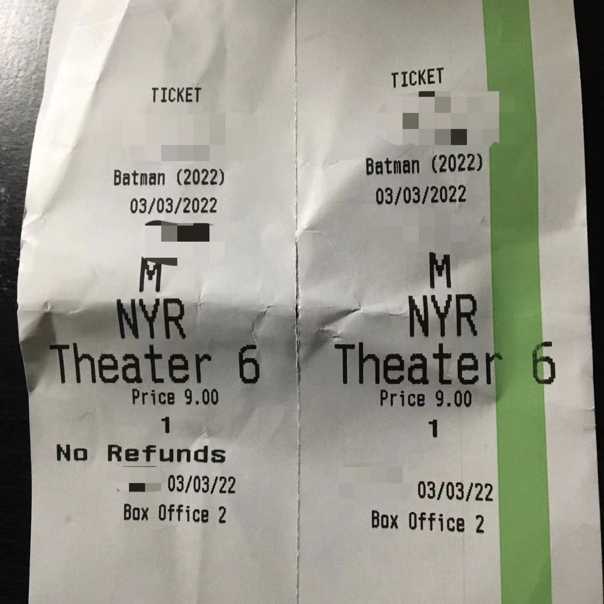 TICKET
Batman (2022)
03/03/2022
M
NYR
Theater 6
Price 9.00
1
No Refunds
03/03/22
Box Office 2
TICKET
Batman (2022)
03/03/2022
M
NYR
Theater 6
Price 9.00
1
03/03/22
Box Office 2